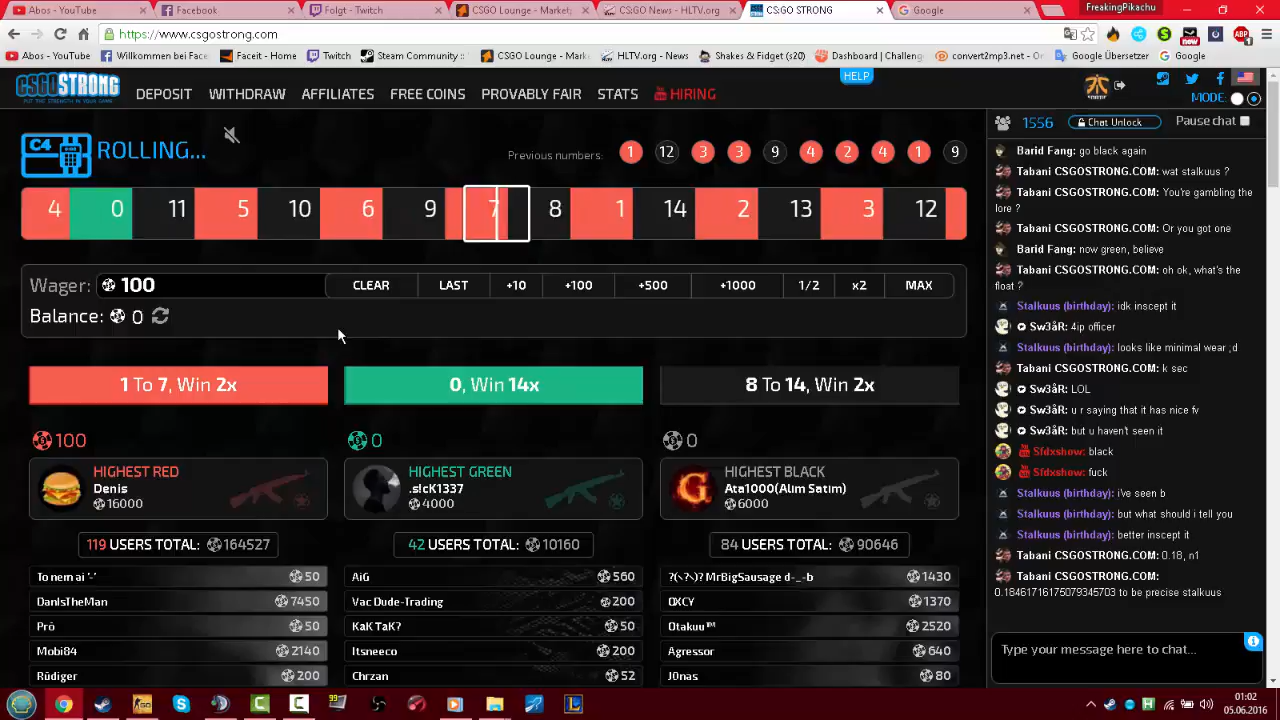 Abos - YouTube
Facebook
Folgt - Twitch
CSGO Lounge - Market;
CS:GO News - HLTV.org
CS:GO STRONG
Google
FreakingPikachu
https://www.csgostrong.com
Abos - YouTube
Willkommen bei Face
Faceit - Home
Twitch
Steam Community ::
CSGO Lounge - Marke
HLTV.org - News
Shakes & Fidget (s20)
Dashboard | Challeng
convert2mp3.net - On
Google Übersetzer
Google
CSGOSTRONG
DEPOSIT
WITHDRAW
AFFILIATES
FREE COINS
PROVABLY FAIR
STATS
HIRING
HELP
MODE:
C4
ROLLING...
Previous numbers:
1 12 3 3 9 4 2 4 1 9
4 0 11 5 10 6 9 7 8 1 14 2 13 3 12
Wager: 100
CLEAR LAST +10 +100 +500 +1000 1/2 x2 MAX
Balance: 0
1 To 7, Win 2x
0, Win 14x
8 To 14, Win 2x
100
0
0
HIGHEST RED
Denis
16000
HIGHEST GREEN
.sIcK1337
4000
HIGHEST BLACK
Ata1000(Alim Satim)
6000
119 USERS TOTAL: 164527
42 USERS TOTAL: 10160
84 USERS TOTAL: 90646
To nem ai '-' 50
DanIsTheMan 7450
Prô 50
Mobi84 2140
Rüdiger 200
AiG 560
Vac Dude-Trading 200
KaK TaK? 50
Itsneeco 200
Chrzan 52
?(\•?\)? MrBigSausage d-_-b 1430
OXCY 1370
Otakuu™ 2520
Agressor 640
J0nas 80
1556
Chat Unlock
Pause chat
Barid Fang: go black again
Tabani CSGOSTRONG.COM: wat stalkuus ?
Tabani CSGOSTRONG.COM: You're gambling the
lore ?
Tabani CSGOSTRONG.COM: Or you got one
Barid Fang: now green, believe
Tabani CSGOSTRONG.COM: oh ok, what's the
float ?
Stalkuus (birthday): idk inscept it
Sw3åR: 4ip officer
Stalkuus (birthday): looks like minimal wear ;d
Tabani CSGOSTRONG.COM: k sec
Sw3åR: LOL
Sw3åR: u r saying that it has nice fv
Sw3åR: but u haven't seen it
Sfdxshow: black
Sfdxshow: fuck
Stalkuus (birthday): i've seen b
Stalkuus (birthday): but what should i tell you
Stalkuus (birthday): better inscept it
Tabani CSGOSTRONG.COM: 0.18, n1
Tabani CSGOSTRONG.COM:
0.18461716175079345703 to be precise stalkuus
Type your message here to chat...
01:02
05.06.2016